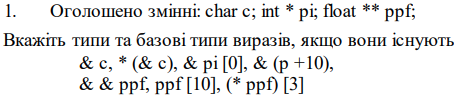 1. Оголошено змінні: char c; int * pi; float ** ppf;
Вкажіть типи та базові типи виразів, якщо вони існують
& c, * (& c), & pi [0], & (p +10),
& & ppf, ppf [10], (* ppf) [3]